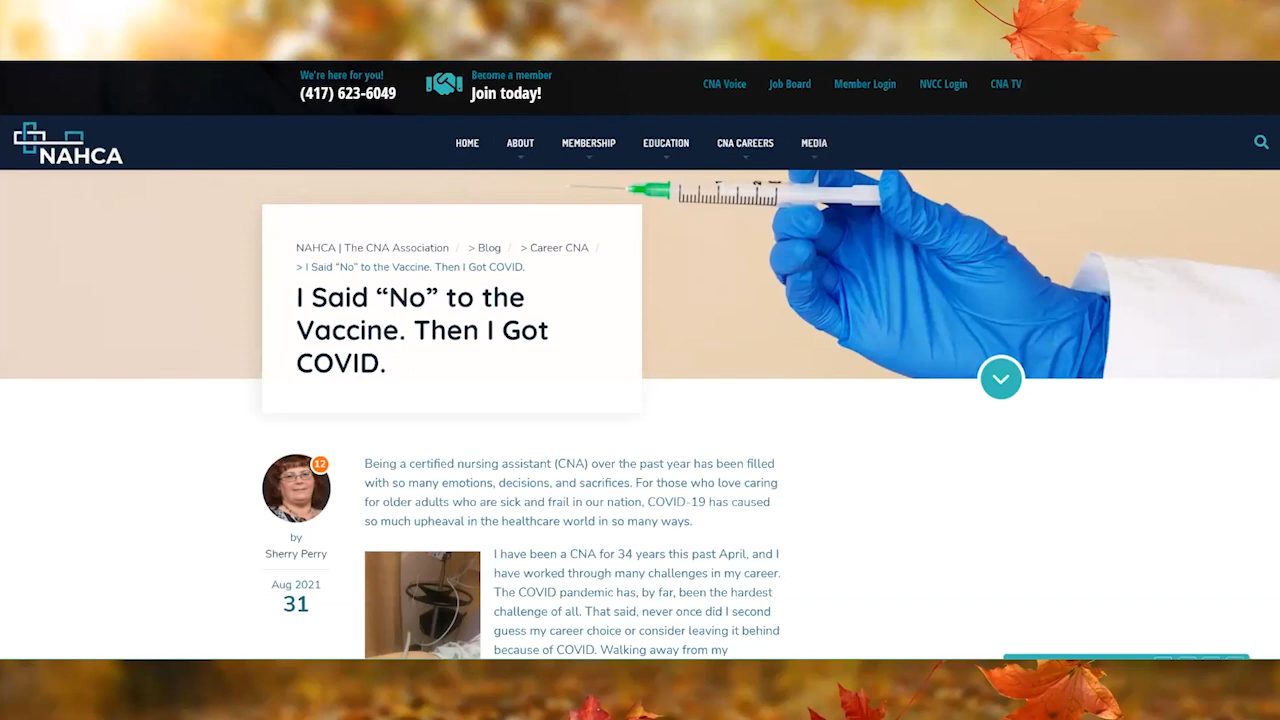 We're here for you!
(417) 623-6049
Become a member
Join today!
CNA Voice
Job Board
Member Login
NVCC Login
CNA TV
NAHCA
HOME
ABOUT
MEMBERSHIP
EDUCATION
CNA CAREERS
MEDIA
NAHCA | The CNA Association / > Blog / > Career CNA /
> I Said “No” to the Vaccine. Then I Got COVID.
I Said “No” to the
Vaccine. Then I Got
COVID.
12
by
Sherry Perry
Aug 2021
31
Being a certified nursing assistant (CNA) over the past year has been filled
with so many emotions, decisions, and sacrifices. For those who love caring
for older adults who are sick and frail in our nation, COVID-19 has caused
so much upheaval in the healthcare world in so many ways.
I have been a CNA for 34 years this past April, and I
have worked through many challenges in my career.
The COVID pandemic has, by far, been the hardest
challenge of all. That said, never once did I second
guess my career choice or consider leaving it behind
because of COVID. Walking away from my